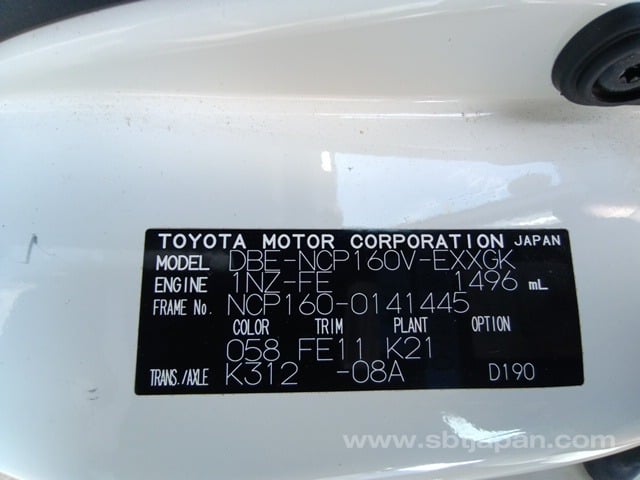 TOYOTA MOTOR CORPORATION JAPAN
MODEL DBE-NCP160V-EXXGK
ENGINE 1NZ-FE 1496 mL
FRAME No. NCP160-0141445
COLOR TRIM PLANT OPTION
058 FE11 K21
TRANS./AXLE K312 -08A D190
www.sbtjapan.com